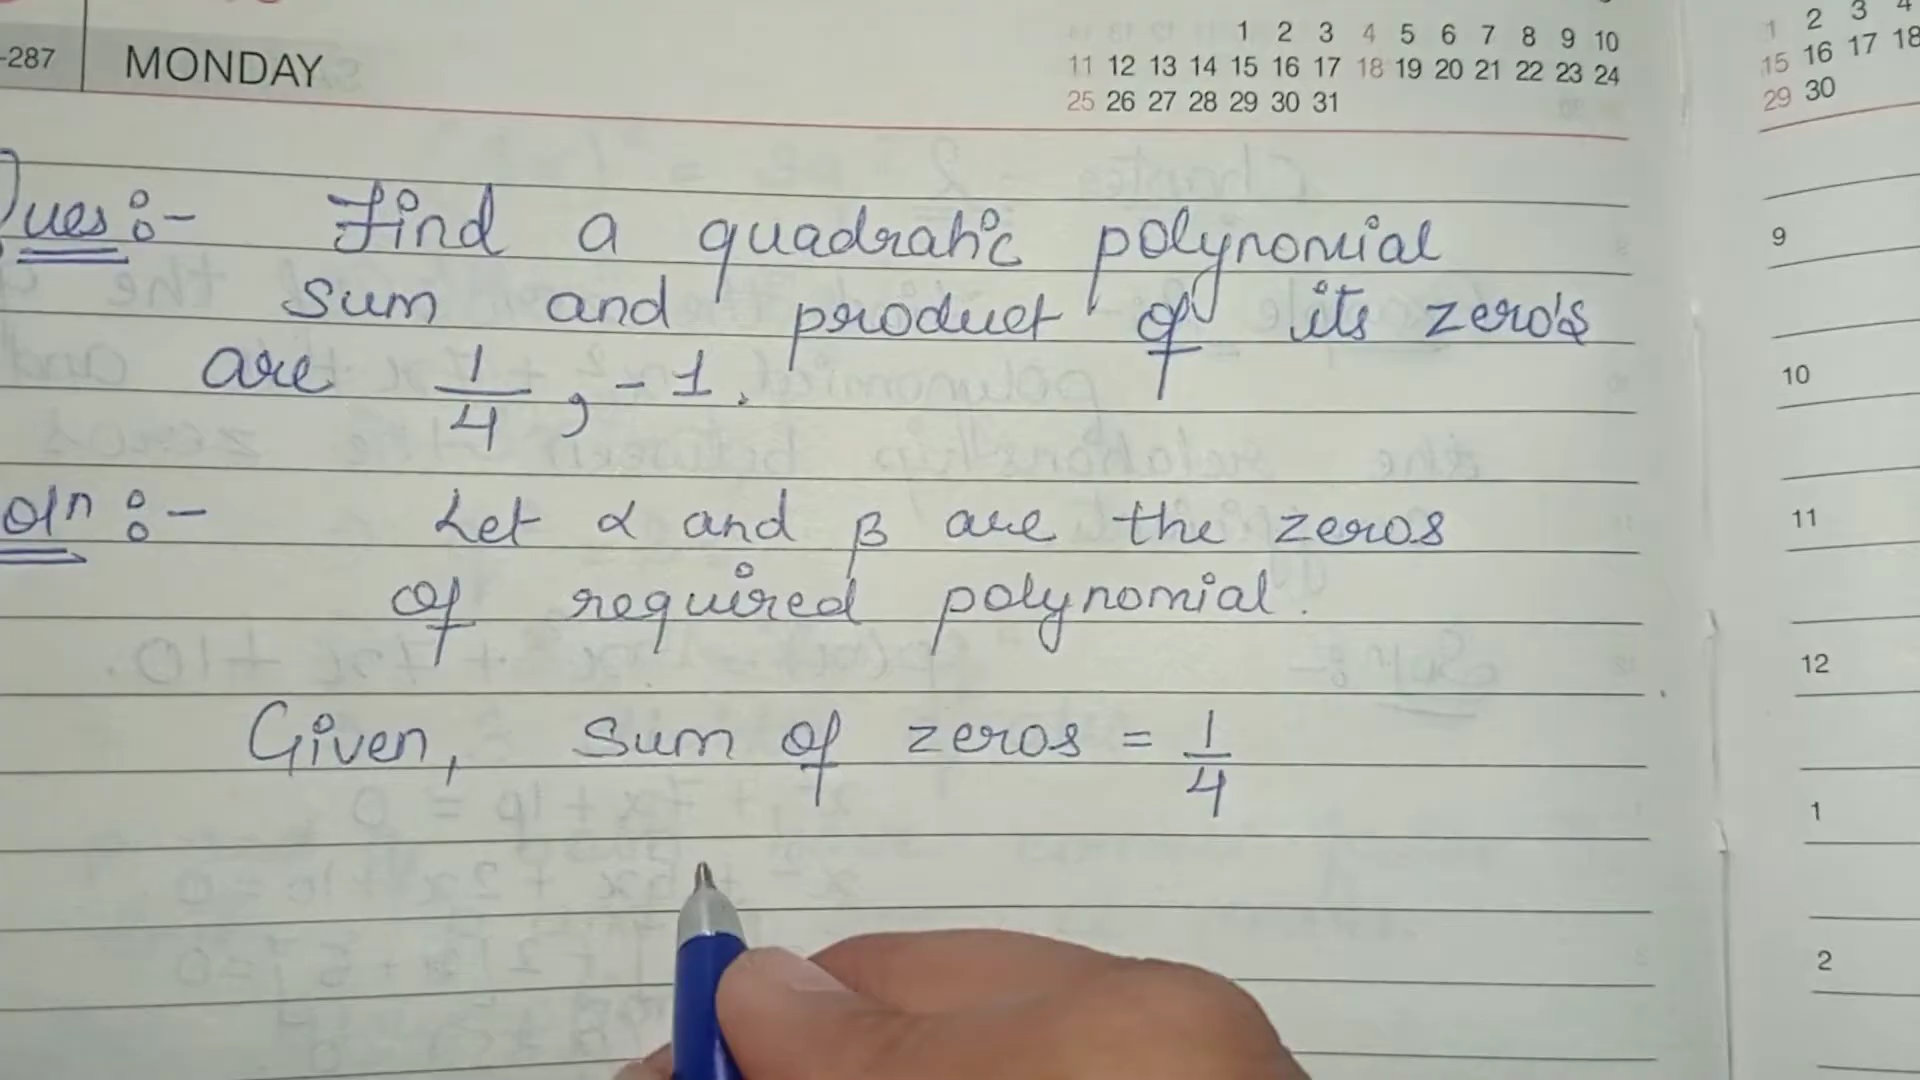 -287 MONDAY
1 2 3 4 5 6 7 8 9 10
11 12 13 14 15 16 17 18 19 20 21 22 23 24
25 26 27 28 29 30 31
1 2 3 4
15 16 17 18
29 30
Ques:- Find a quadratic polynomial
sum and product of its zero's
are 1/4, -1.
Soln :- Let α and β are the zeros
of required polynomial.
Given, Sum of zeros = 1/4
9
10
11
12
1
2